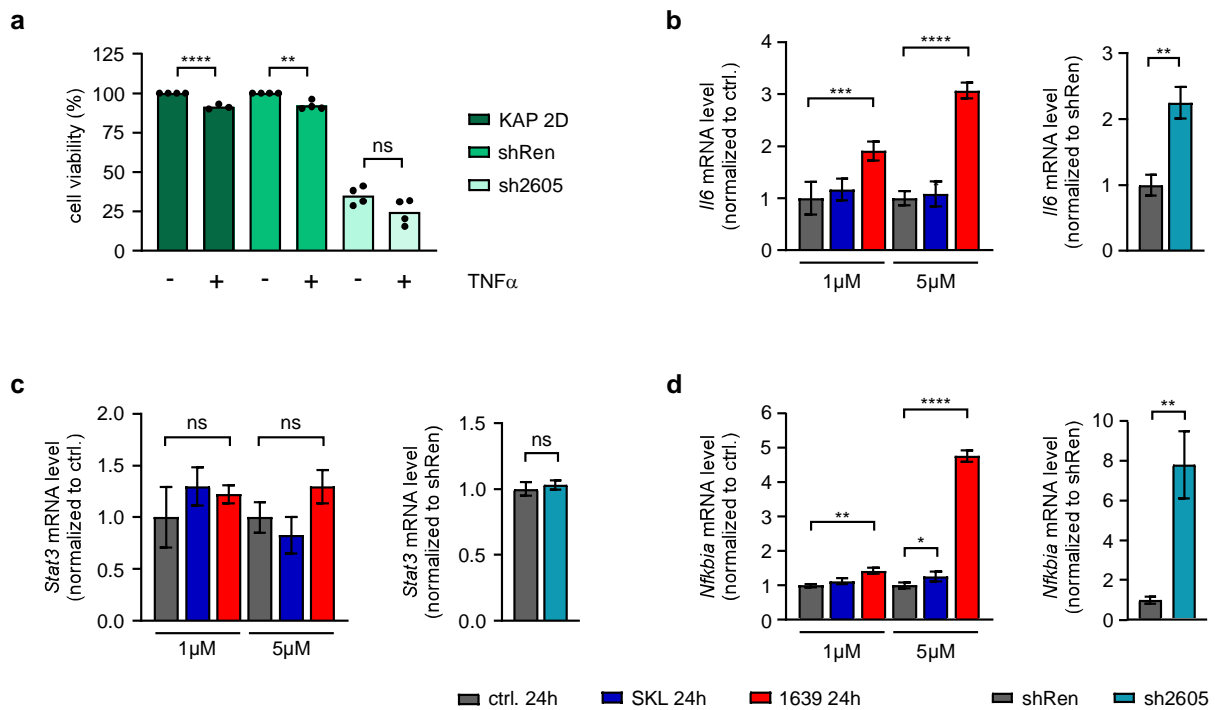 a
cell viability (%)
125
100
75
50
25
0
****
**
ns
- + - + - +
TNFα
KAP 2D
shRen
sh2605
b
Il6 mRNA level
(normalized to ctrl.)
4
3
2
1
0
***
****
1µM
5µM
Il6 mRNA level
(normalized to shRen)
3
2
1
0
**
c
Stat3 mRNA level
(normalized to ctrl.)
2.0
1.5
1.0
0.5
0.0
ns
ns
1µM
5µM
Stat3 mRNA level
(normalized to shRen)
1.5
1.0
0.5
0.0
ns
d
Nfkbia mRNA level
(normalized to ctrl.)
6
5
4
3
2
1
0
**
*
****
1µM
5µM
Nfkbia mRNA level
(normalized to shRen)
10
8
6
4
2
0
**
ctrl. 24h
SKL 24h
1639 24h
shRen
sh2605